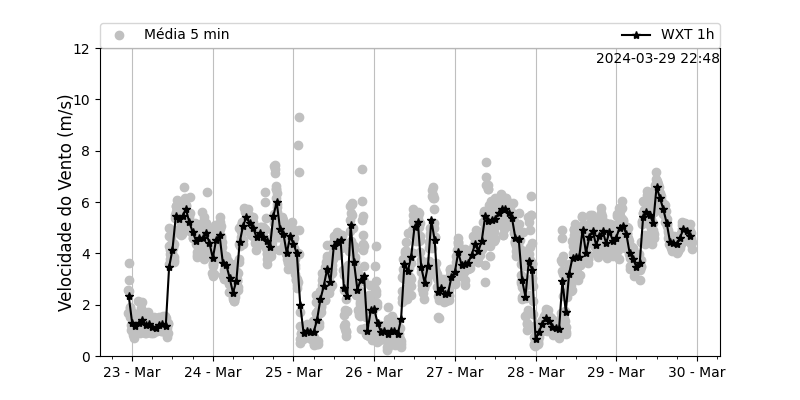 Média 5 min WXT 1h
2024-03-29 22:48
Velocidade do Vento (m/s)
12
10
8
6
4
2
0
23 - Mar 24 - Mar 25 - Mar 26 - Mar 27 - Mar 28 - Mar 29 - Mar 30 - Mar